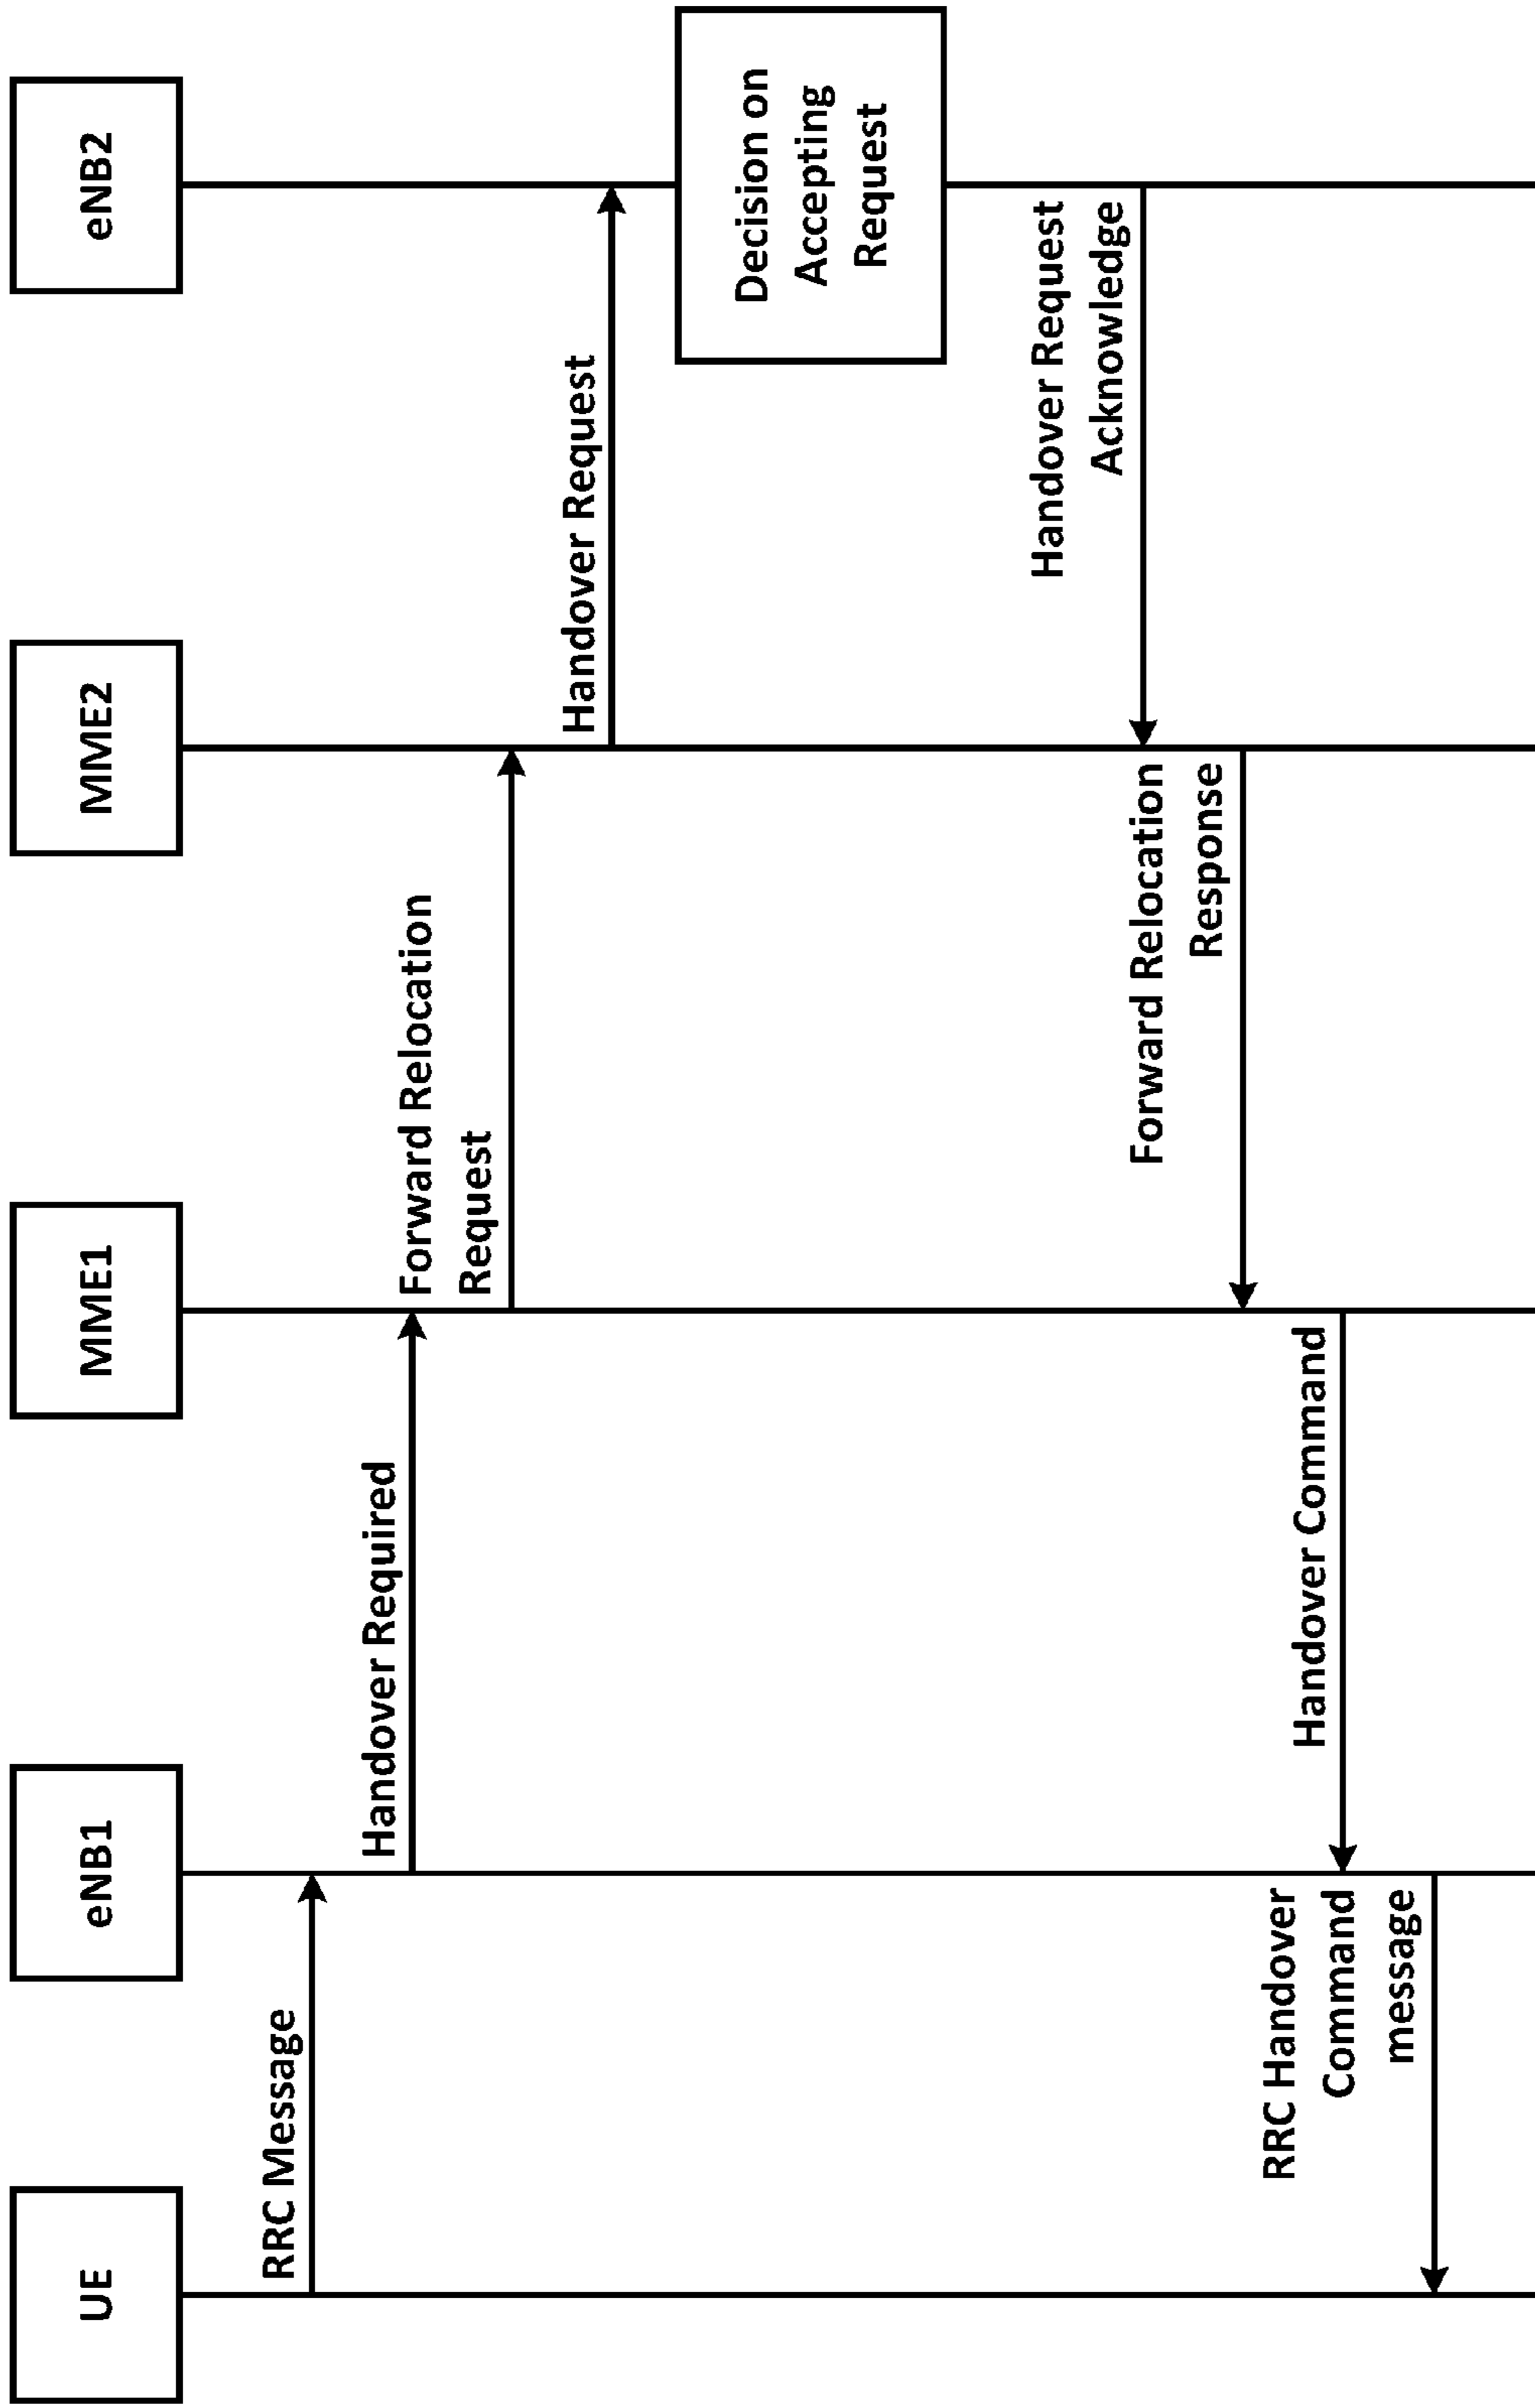 UE
eNB1
MME1
MME2
eNB2
RRC Message
Handover Required
Forward Relocation
Request
Handover Request
Decision on
Accepting
Request
Handover Request
Acknowledge
Forward Relocation
Response
Handover Command
RRC Handover
Command
message